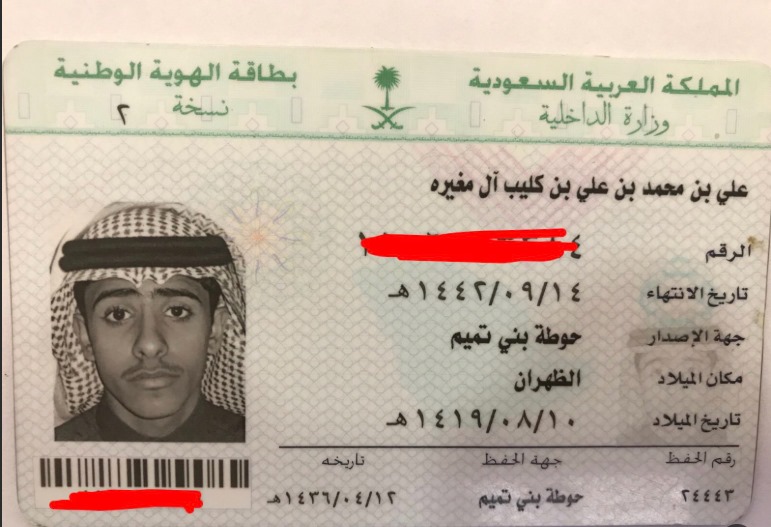 المملكة العربية السعودية
وزارة الداخلية
بطاقة الهوية الوطنية
نسخة ٢
علي بن محمد بن علي بن كليب آل مغيره
الرقم
تاريخ الانتهاء ١٤٤٢/٠٩/١٤هـ
جهة الإصدار حوطة بني تميم
مكان الميلاد الظهران
تاريخ الميلاد ١٤١٩/٠٨/١٠هـ
رقم الحفظ جهة الحفظ تاريخه
٢٤٤٤٣ حوطة بني تميم ١٤٣٦/٠٤/١٢هـ